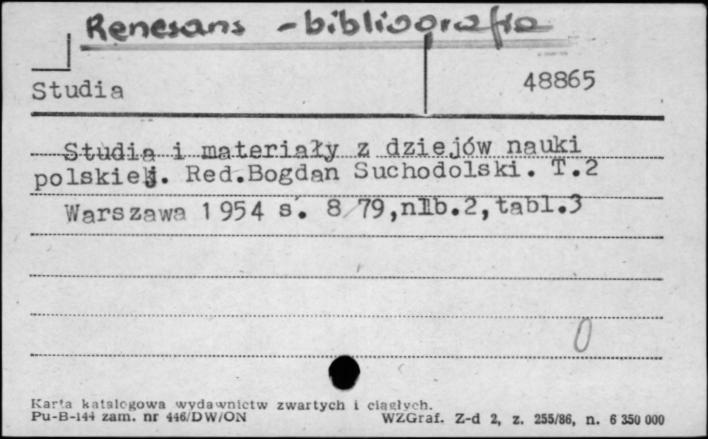 Renesans - bibliografia
Studia
48865
Studia i materiały z dziejów nauki
polskiej. Red.Bogdan Suchodolski. T.2
Warszawa 1954 s. 8/79,nlb.2,tabl.3
0
Karta katalogowa wydawnictw zwartych i ciągłych.
Pu-B-144 zam. nr 446/DW/ON
WZGraf. Z-d 2, z. 255/86, n. 6 350 000